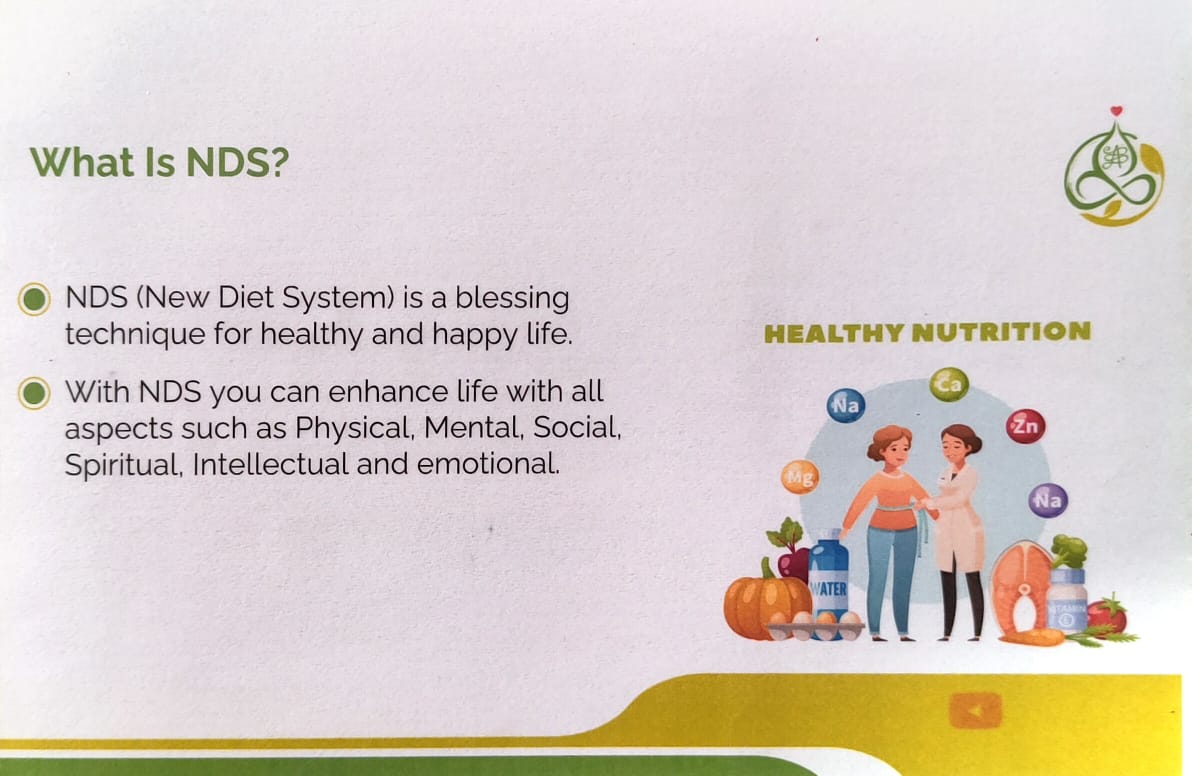 What Is NDS?
NDS (New Diet System) is a blessing
technique for healthy and happy life.
With NDS you can enhance life with all
aspects such as Physical, Mental, Social,
Spiritual, Intellectual and emotional.
HEALTHY NUTRITION
Na
Ca
Zn
Mg
Na
WATER
VITAMIN